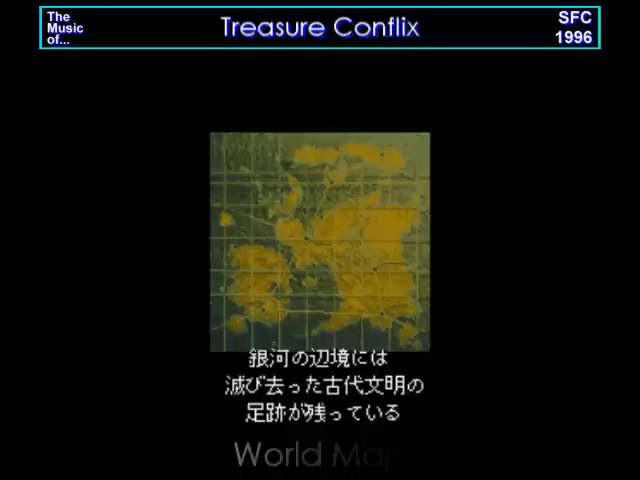 The
Music
of...
Treasure Conflix
SFC
1996
銀河の辺境には
滅び去った古代文明の
足跡が残っている
World Map